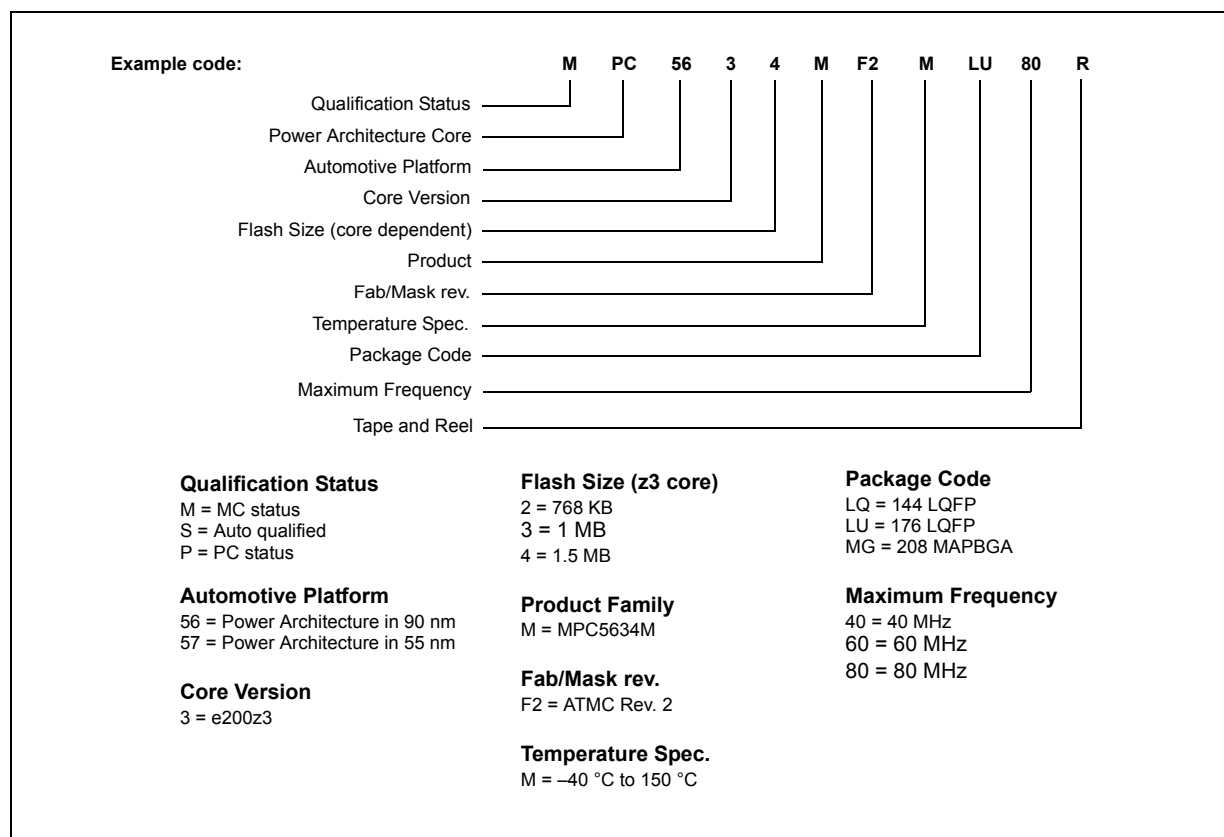 Example code: M PC 56 3 4 M F2 M LU 80 R
Qualification Status
Power Architecture Core
Automotive Platform
Core Version
Flash Size (core dependent)
Product
Fab/Mask rev.
Temperature Spec.
Package Code
Maximum Frequency
Tape and Reel
Qualification Status
M = MC status
S = Auto qualified
P = PC status
Automotive Platform
56 = Power Architecture in 90 nm
57 = Power Architecture in 55 nm
Core Version
3 = e200z3
Flash Size (z3 core)
2 = 768 KB
3 = 1 MB
4 = 1.5 MB
Product Family
M = MPC5634M
Fab/Mask rev.
F2 = ATMC Rev. 2
Temperature Spec.
M = –40 °C to 150 °C
Package Code
LQ = 144 LQFP
LU = 176 LQFP
MG = 208 MAPBGA
Maximum Frequency
40 = 40 MHz
60 = 60 MHz
80 = 80 MHz